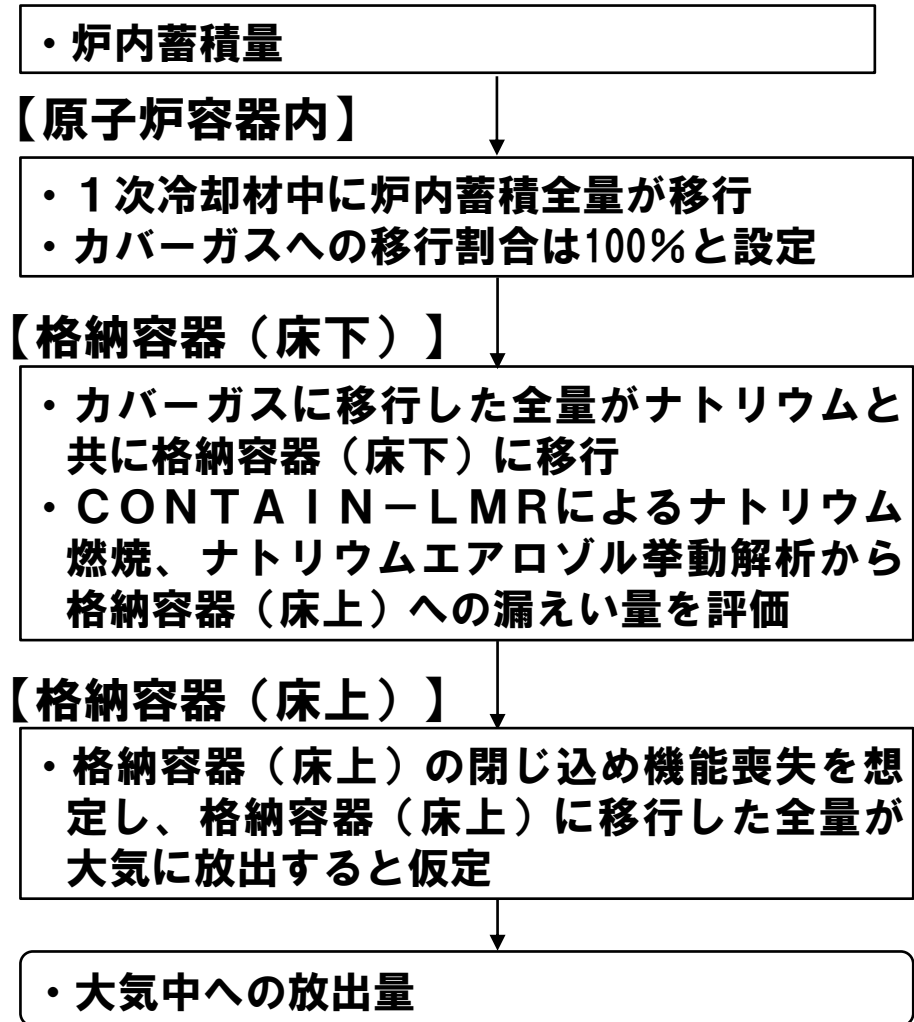 ・炉内蓄積量
【原子炉容器内】
・１次冷却材中に炉内蓄積全量が移行
・カバーガスへの移行割合は100％と設定
【格納容器（床下）】
・カバーガスに移行した全量がナトリウムと
共に格納容器（床下）に移行
・ＣＯＮＴＡＩＮ－ＬＭＲによるナトリウム
燃焼、ナトリウムエアロゾル挙動解析から
格納容器（床上）への漏えい量を評価
【格納容器（床上）】
・格納容器（床上）の閉じ込め機能喪失を想
定し、格納容器（床上）に移行した全量が
大気に放出すると仮定
・大気中への放出量